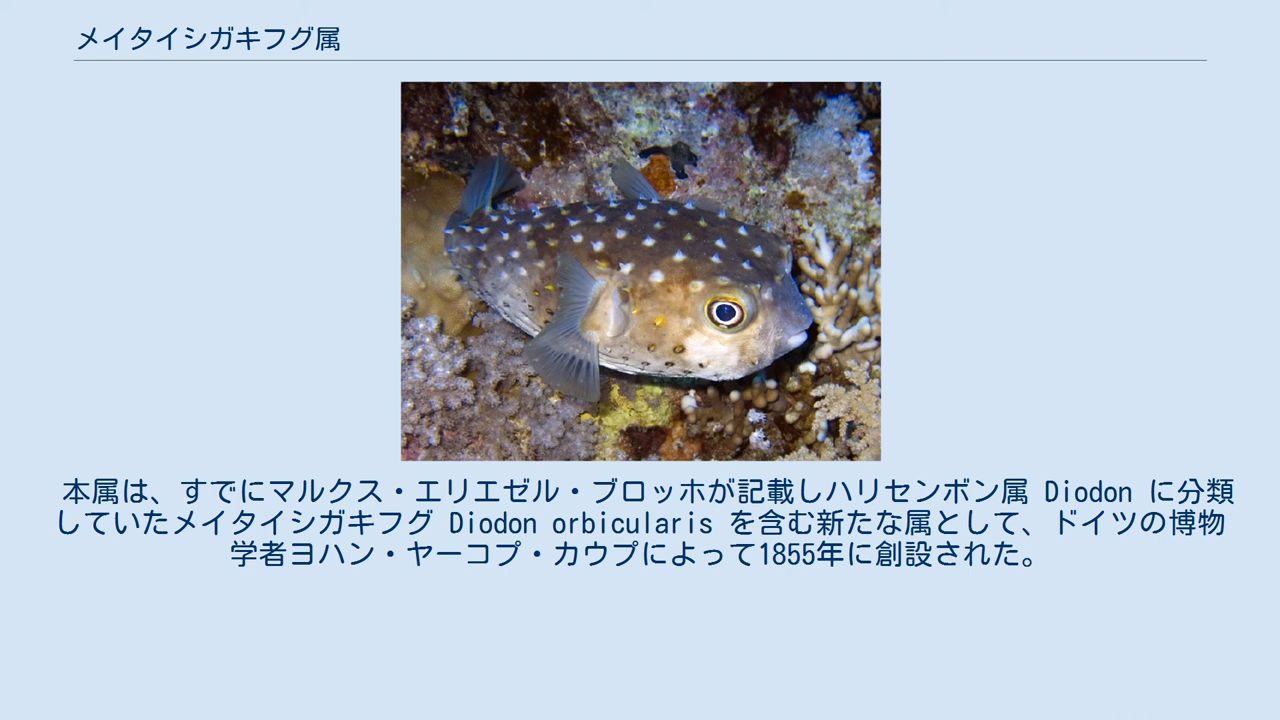 メイタイシガキフグ属
本属は、すでにマルクス・エリエゼル・ブロッホが記載しハリセンボン属 Diodon に分類
していたメイタイシガキフグ Diodon orbicularis を含む新たな属として、ドイツの博物
学者ヨハン・ヤーコプ・カウプによって1855年に創設された。